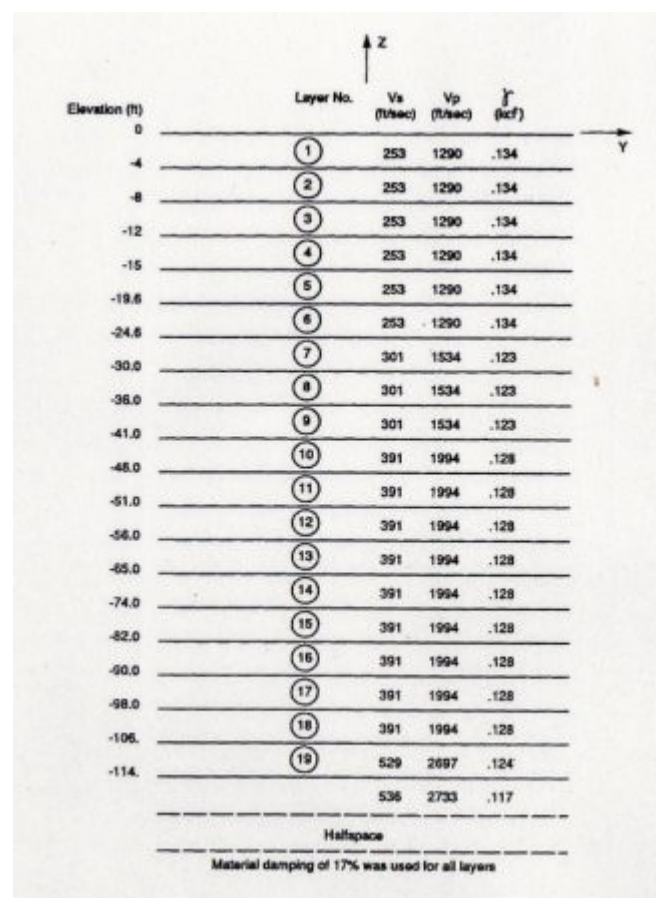 Z
Layer No. Vs Vp γ
Elevation (ft) (ft/sec) (ft/sec) (kcf)
0
Y
1 253 1290 .134
-4
2 253 1290 .134
-8
3 253 1290 .134
-12
4 253 1290 .134
-15
5 253 1290 .134
-19.6
6 253 1290 .134
-24.6
7 301 1534 .123
-30.0
8 301 1534 .123
-36.0
9 301 1534 .123
-41.0
10 391 1994 .128
11 391 1994 .128
-51.0
12 391 1994 .128
-56.0
13 391 1994 .128
-65.0
14 391 1994 .128
-74.0
15 391 1994 .128
-82.0
16 391 1994 .128
-90.0
17 391 1994 .128
-98.0
18 391 1994 .128
-106.
19 529 2697 .124
-114.
536 2733 .117
Halfspace
Material damping of 17% was used for all layers